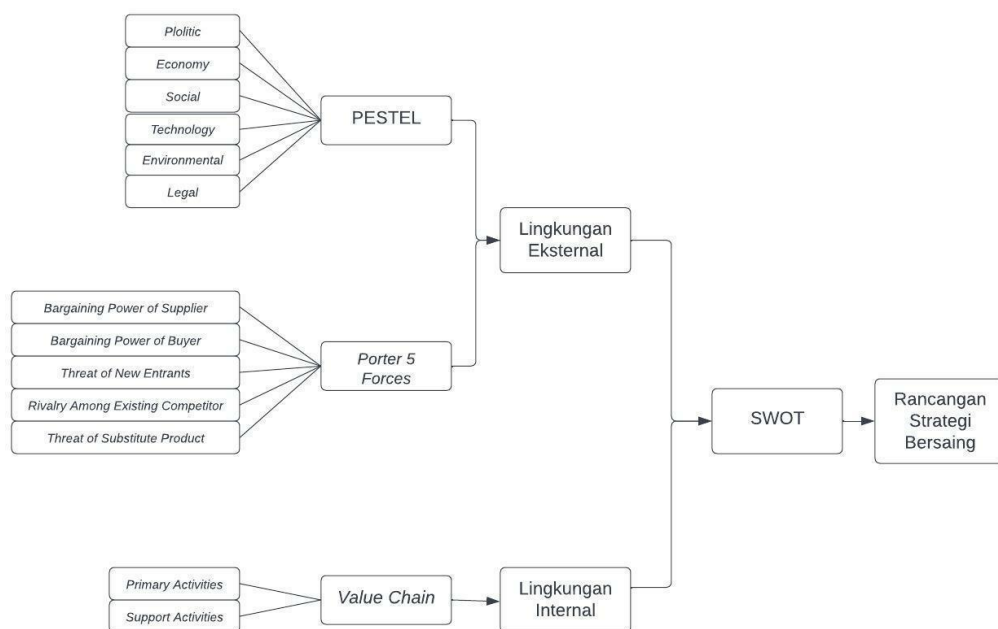 Plolitic
Economy
Social
Technology
Environmental
Legal
PESTEL
Lingkungan
Eksternal
Bargaining Power of Supplier
Bargaining Power of Buyer
Threat of New Entrants
Rivalry Among Existing Competitor
Threat of Substitute Product
Porter 5
Forces
SWOT
Rancangan
Strategi
Bersaing
Primary Activities
Support Activities
Value Chain
Lingkungan
Internal